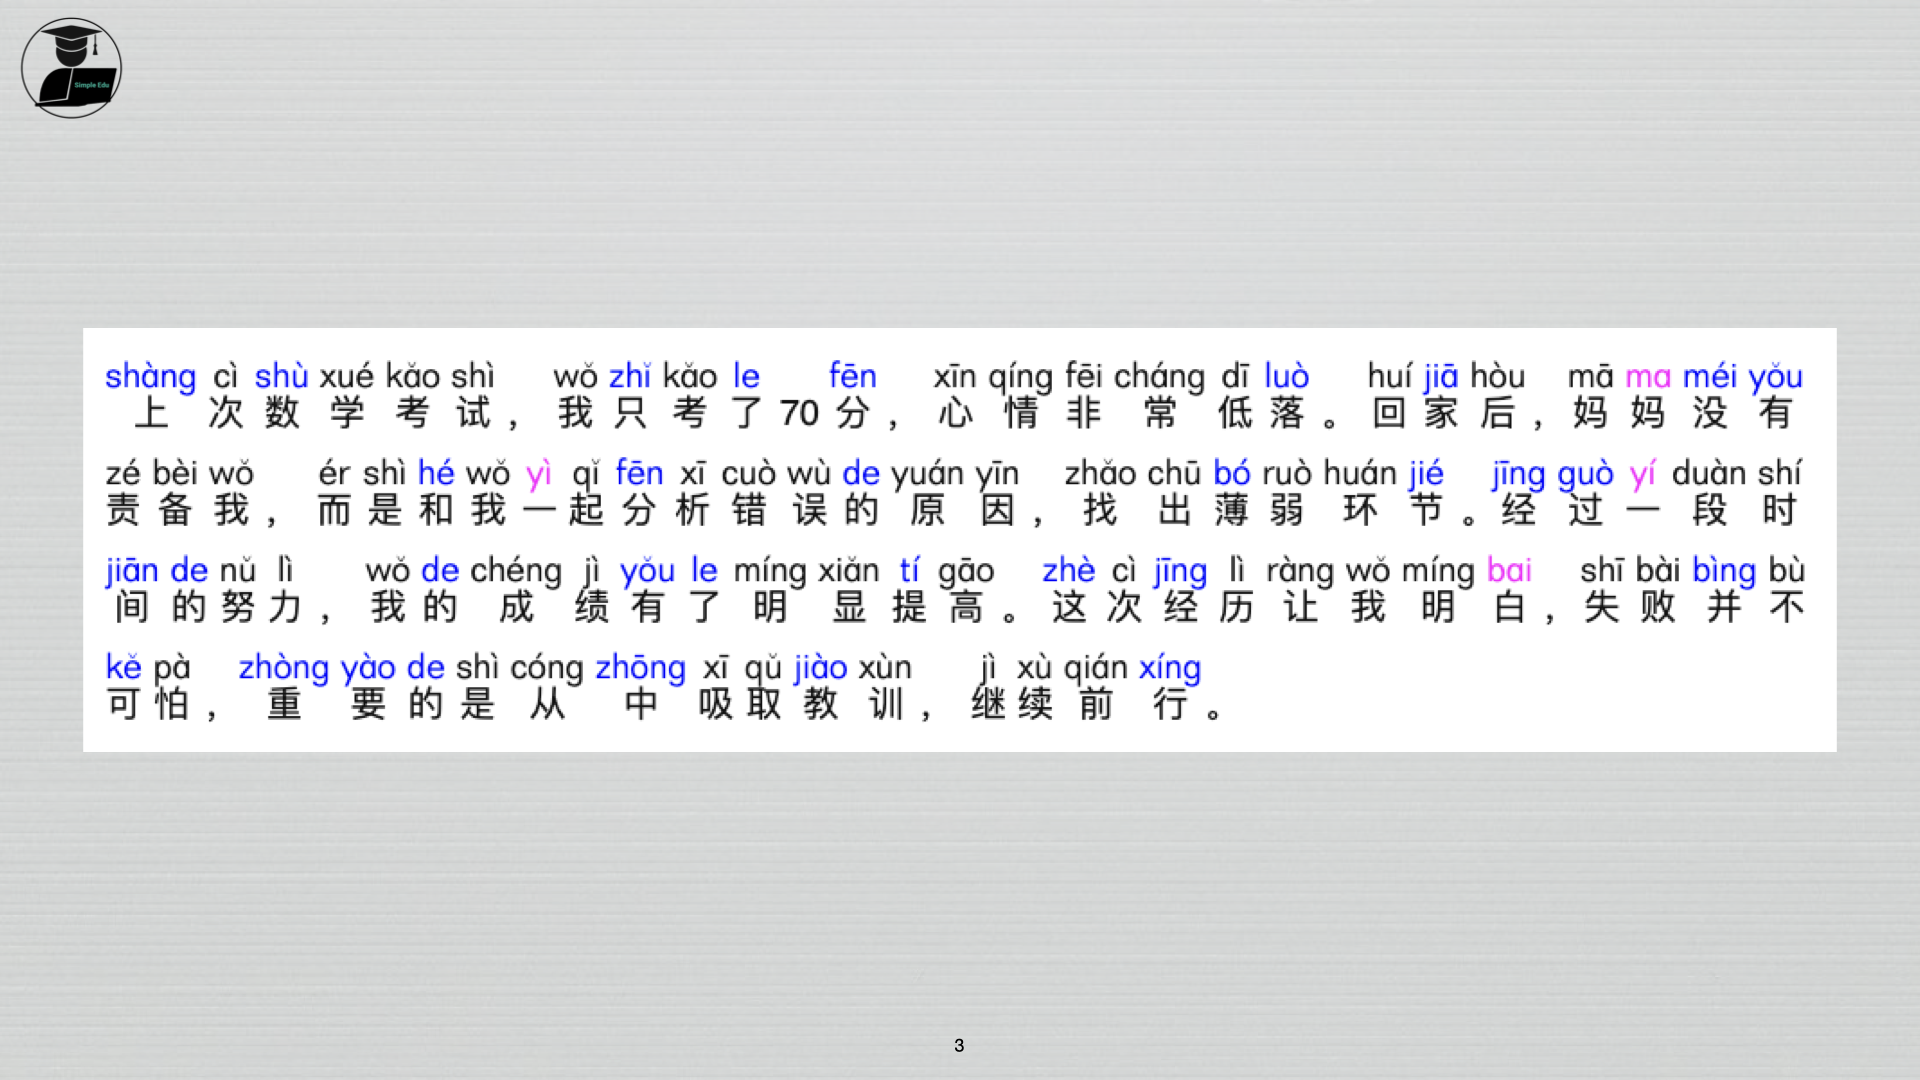 Simple Edu
shàng cì shù xué kǎo shì wǒ zhǐ kǎo le fēn xīn qíng fēi cháng dī luò huí jiā hòu mā ma méi yǒu
上次数学考试，我只考了70分，心情非常低落。回家后，妈妈没有
zé bèi wǒ ér shì hé wǒ yì qǐ fēn xī cuò wù de yuán yīn zhǎo chū bó ruò huán jié jīng guò yí duàn shí
责备我，而是和我一起分析错误的原因，找出薄弱环节。经过一段时
jiān de nǔ lì wǒ de chéng jì yǒu le míng xiǎn tí gāo zhè cì jīng lì ràng wǒ míng bai shī bài bìng bù
间的努力，我的成绩有了明显提高。这次经历让我明白，失败并不
kě pà zhòng yào de shì cóng zhōng xī qǔ jiào xùn jì xù qián xíng
可怕，重要的是从中吸取教训，继续前行。
3